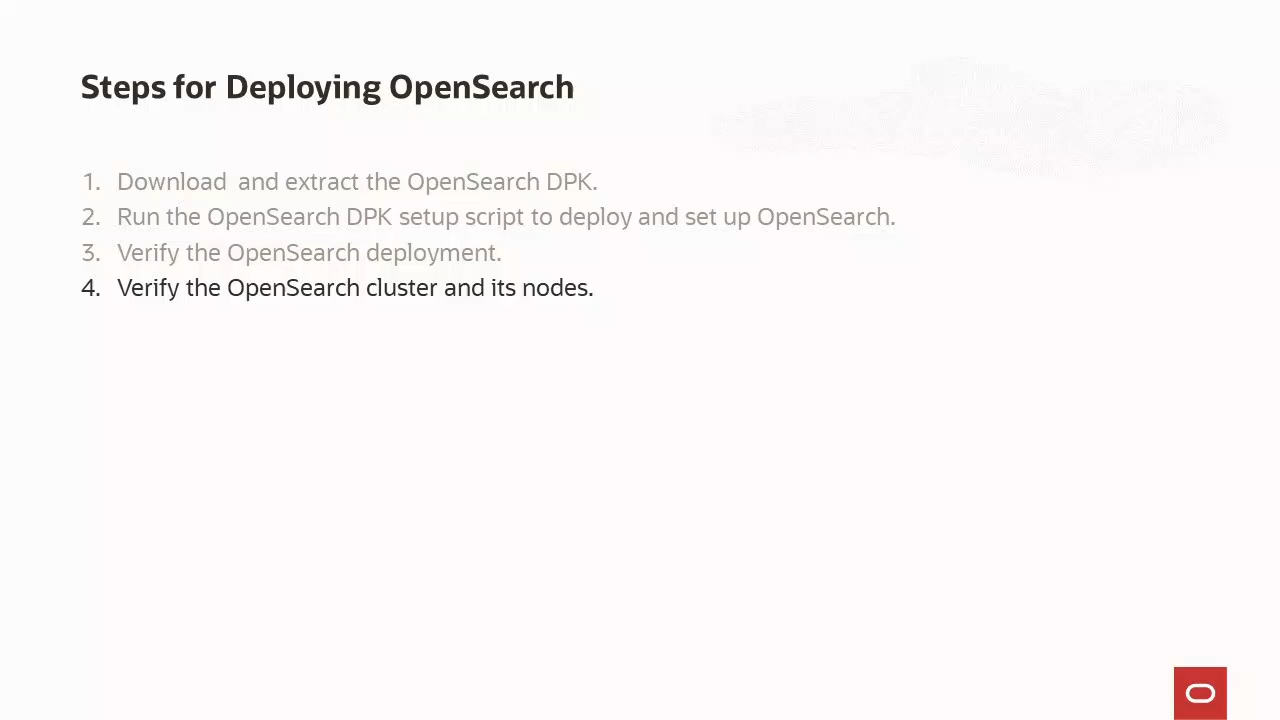 Steps for Deploying OpenSearch
1. Download  and extract the OpenSearch DPK.
2. Run the OpenSearch DPK setup script to deploy and set up OpenSearch.
3. Verify the OpenSearch deployment.
4. Verify the OpenSearch cluster and its nodes.